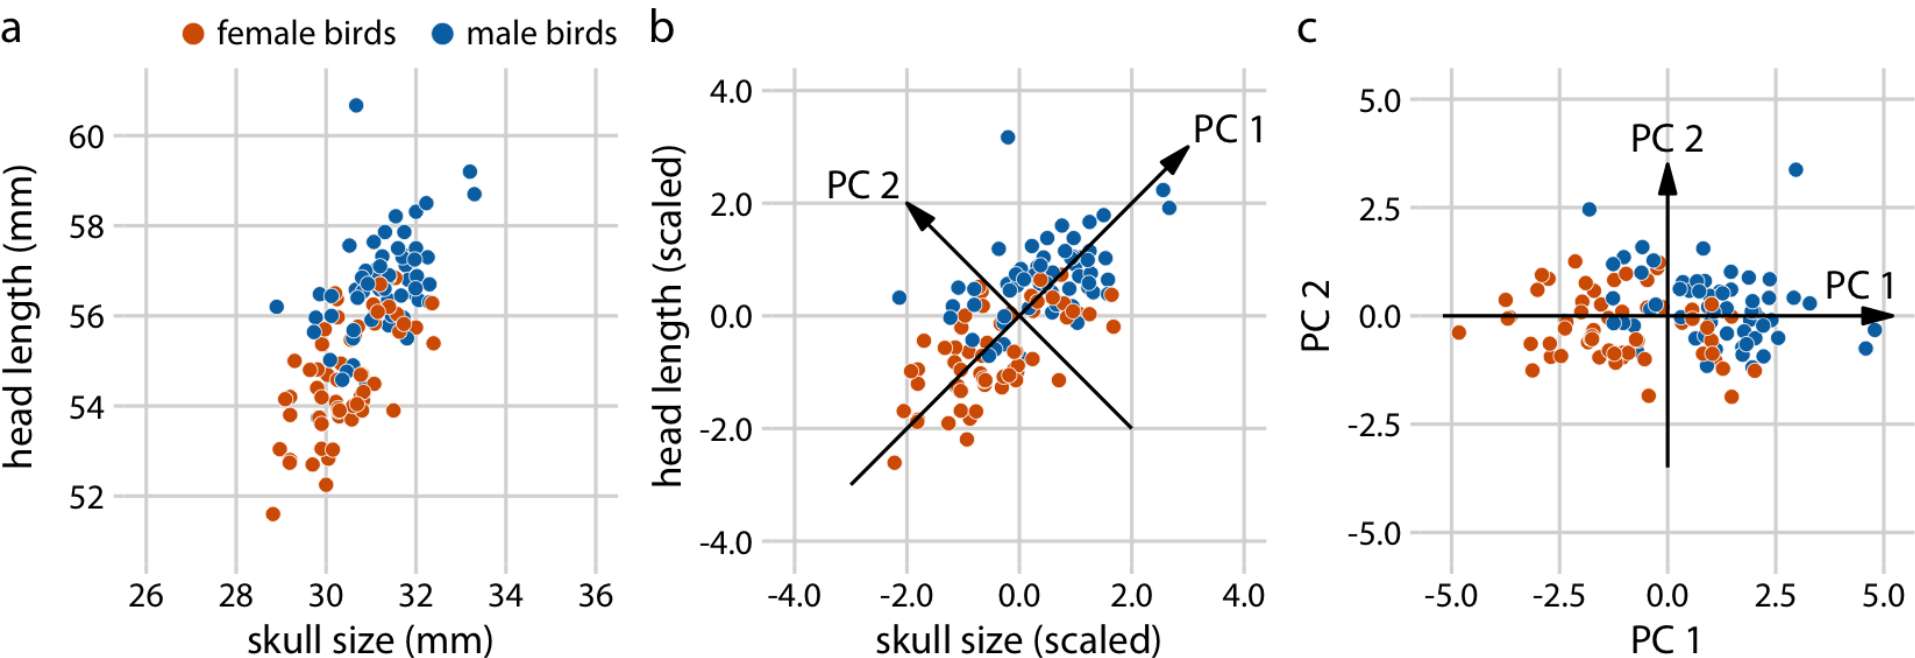 a
female birds
male birds
head length (mm)
60
58
56
54
52
26 28 30 32 34 36
skull size (mm)
b
head length (scaled)
4.0
2.0
0.0
-2.0
-4.0
PC 1
PC 2
-4.0 -2.0 0.0 2.0 4.0
skull size (scaled)
c
PC 2
5.0
2.5
0.0
-2.5
-5.0
PC 2
PC 1
-5.0 -2.5 0.0 2.5 5.0
PC 1